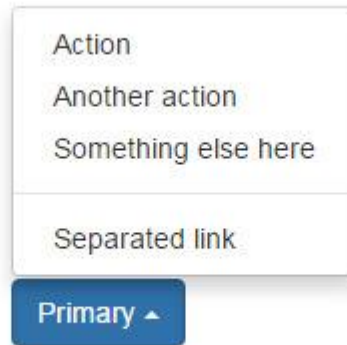 Action
Another action
Something else here
Separated link
Primary